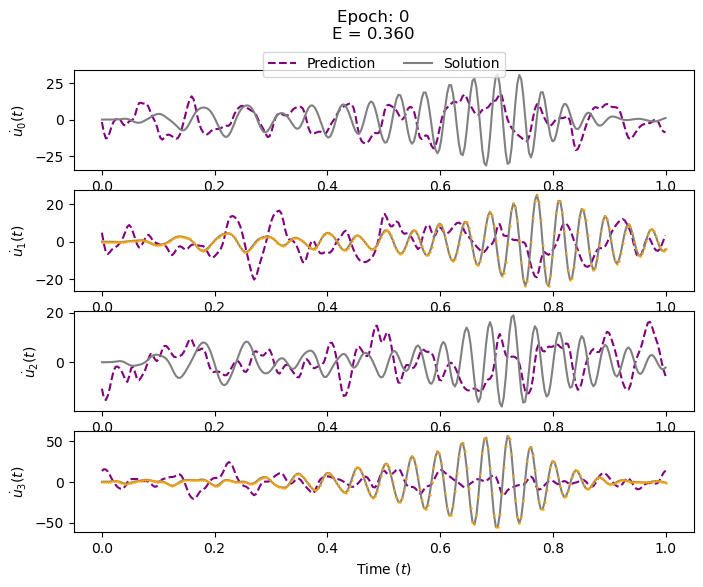 Epoch: 0
E = 0.360
Prediction
Solution
25
0
−25
u̇₀(t)
0.0 0.2 0.4 0.6 0.8 1.0
20
0
−20
u̇₁(t)
0.0 0.2 0.4 0.6 0.8 1.0
20
0
u̇₂(t)
0.0 0.2 0.4 0.6 0.8 1.0
50
0
−50
u̇₃(t)
0.0 0.2 0.4 0.6 0.8 1.0
Time (t)